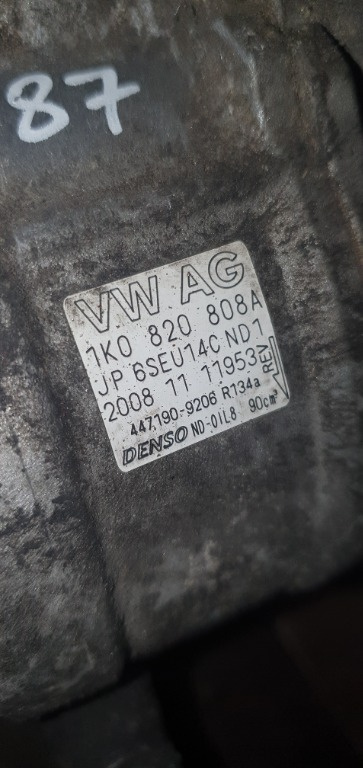 87
VW AG
1K0 820 808A
JP 6SEU14C ND1
2008 11 11953
REV
447190-9206 R134a
DENSO ND-OIL8 90cm³